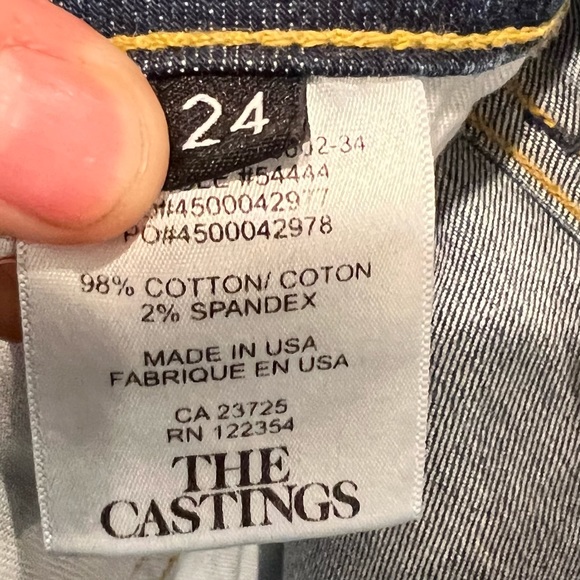 24
2-34
#54444
#4500042977
PO#4500042978
98% COTTON/ COTON
2% SPANDEX
MADE IN USA
FABRIQUE EN USA
CA 23725
RN 122354
THE
CASTINGS